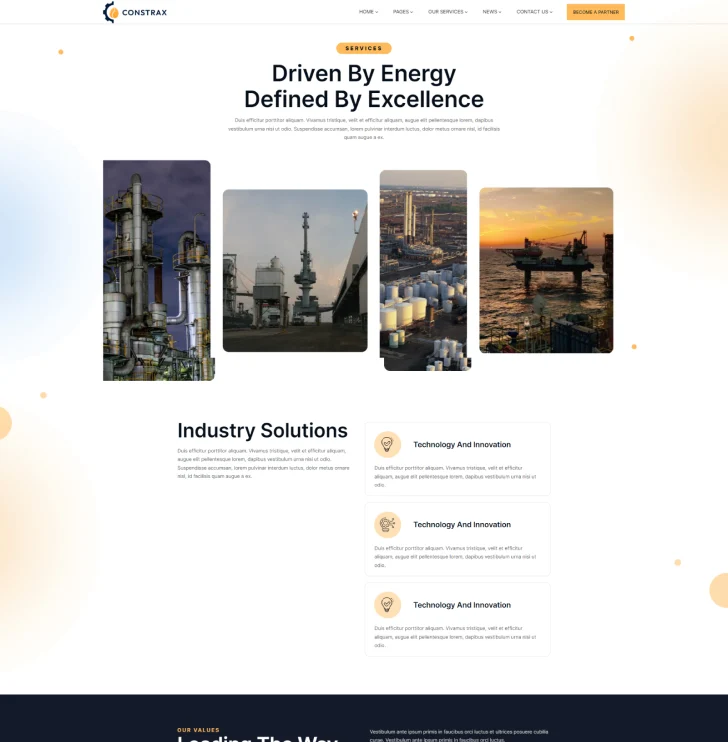 CONSTRAX
HOME
PAGES
OUR SERVICES
NEWS
CONTACT US
BECOME A PARTNER
SERVICES
Driven By Energy
Defined By Excellence
Duis efficitur porttitor aliquam. Vivamus tristique, velit et efficitur aliquam, augue elit pellentesque lorem, dapibus
vestibulum urna nisi ut odio. Suspendisse accumsan, lorem pulvinar interdum luctus, dolor metus ornare nisl, id facilisis
quam augue a ex.
Industry Solutions
Duis efficitur porttitor aliquam. Vivamus tristique, velit et efficitur aliquam,
augue elit pellentesque lorem, dapibus vestibulum urna nisi ut odio.
Suspendisse accumsan, lorem pulvinar interdum luctus, dolor metus ornare
nisl, id facilisis quam augue a ex.
Technology And Innovation
Duis efficitur porttitor aliquam. Vivamus tristique, velit et efficitur
aliquam, augue elit pellentesque lorem, dapibus vestibulum urna nisi ut
odio.
Technology And Innovation
Duis efficitur porttitor aliquam. Vivamus tristique, velit et efficitur
aliquam, augue elit pellentesque lorem, dapibus vestibulum urna nisi ut
odio.
Technology And Innovation
Duis efficitur porttitor aliquam. Vivamus tristique, velit et efficitur
aliquam, augue elit pellentesque lorem, dapibus vestibulum urna nisi ut
odio.
OUR VALUES
Leading The Way
Vestibulum ante ipsum primis in faucibus orci luctus et ultrices posuere cubilia
curae. Vestibulum ante ipsum primis in faucibus orci luctus.